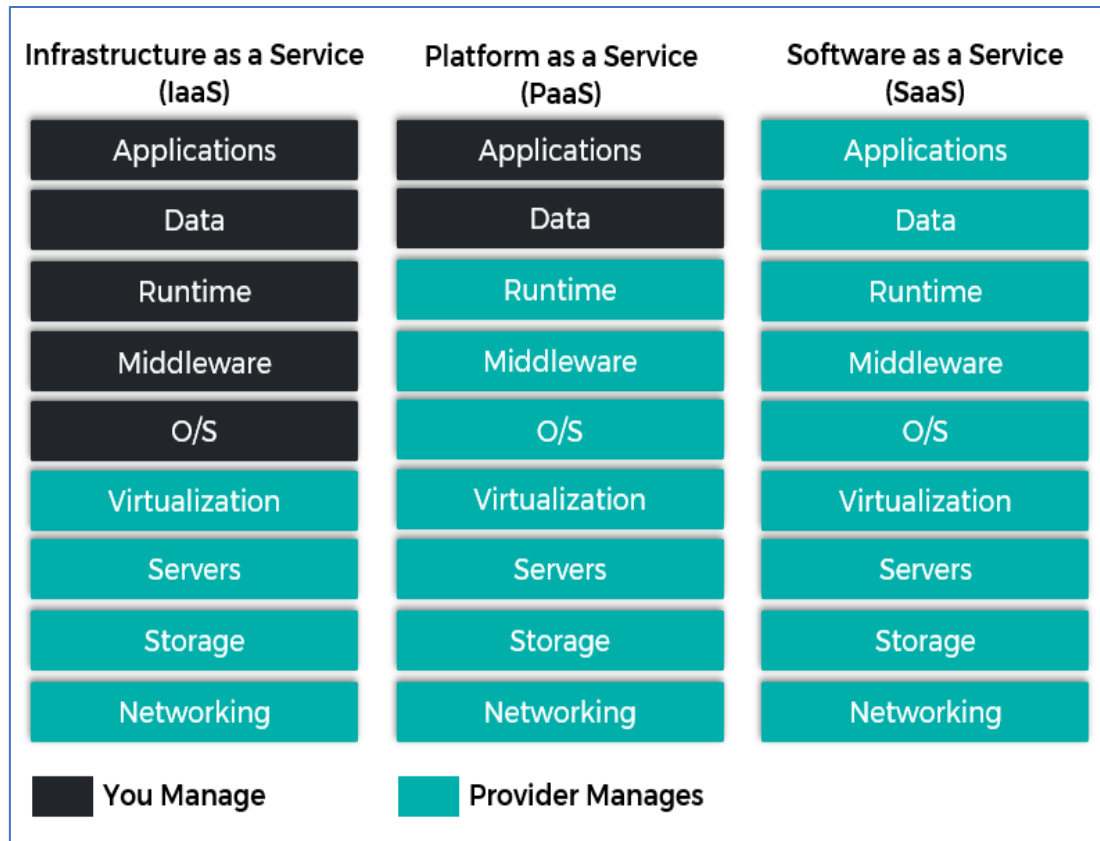 Infrastructure as a Service
(IaaS)
Applications
Data
Runtime
Middleware
O/S
Virtualization
Servers
Storage
Networking
Platform as a Service
(PaaS)
Applications
Data
Runtime
Middleware
O/S
Virtualization
Servers
Storage
Networking
Software as a Service
(SaaS)
Applications
Data
Runtime
Middleware
O/S
Virtualization
Servers
Storage
Networking
You Manage
Provider Manages